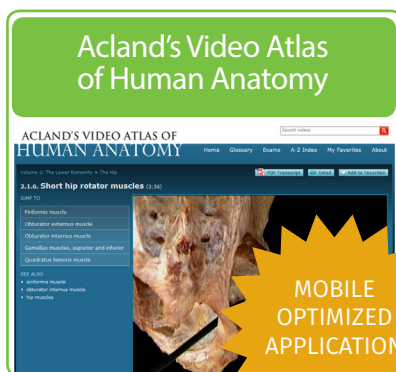 Acland's Video Atlas
of Human Anatomy
ACLAND'S VIDEO ATLAS OF
HUMAN ANATOMY
Search videos
Home Glossary Exams A-Z Index My Favorites About
Volume 2: The Lower Extremity > The Hip
PDF Transcript Email Add to Favorites
2.1.6. Short hip rotator muscles (3:36)
JUMP TO
Piriformis muscle
Obturator externus muscle
Obturator internus muscle
Gemellus muscles, superior and inferior
Quadratus femoris muscle
SEE ALSO
• piriformis muscle
• obturator internus muscle
• hip muscles
MOBILE
OPTIMIZED
APPLICATION